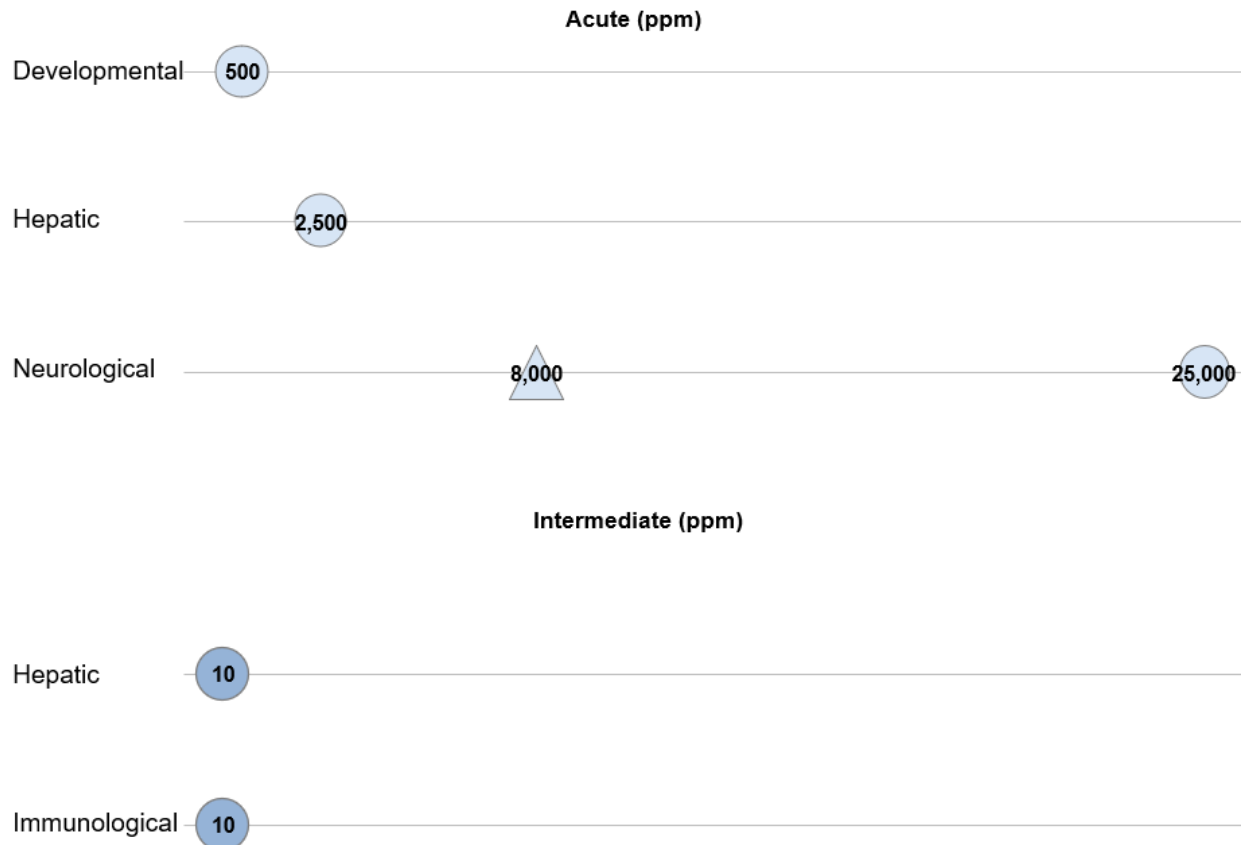 Acute (ppm)
Developmental 500
Hepatic 2,500
Neurological 8,000 25,000
Intermediate (ppm)
Hepatic 10
Immunological 10